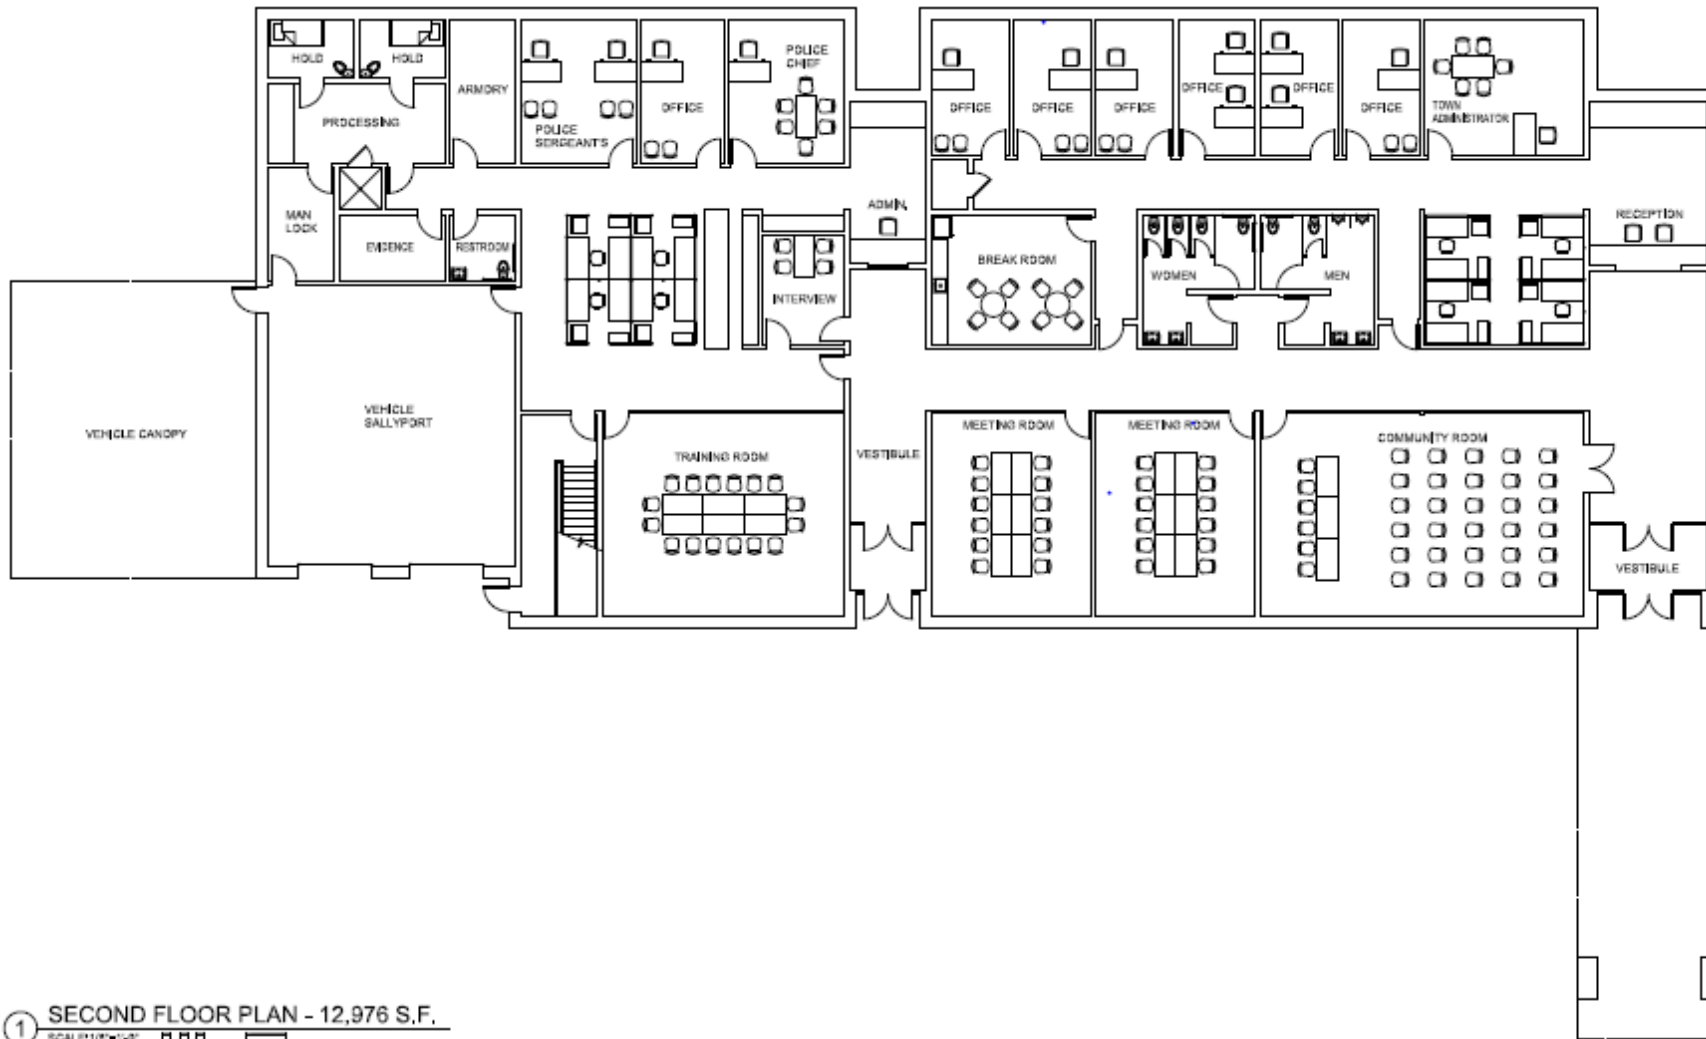 HOLD
HOLD
ARMORY
PROCESSING
POLICE
SERGEANT'S
OFFICE
POLICE
CHIEF
OFFICE
OFFICE
OFFICE
OFFICE
OFFICE
OFFICE
TOWN
ADMINISTRATOR
MAN
LOCK
EVIDENCE
RESTROOM
INTERVIEW
ADMIN.
BREAK ROOM
WOMEN
MEN
RECEPTION
VEHICLE CANOPY
VEHICLE
SALLYPORT
TRAINING ROOM
VESTIBULE
MEETING ROOM
MEETING ROOM
COMMUNITY ROOM
VESTIBULE
1
SECOND FLOOR PLAN - 12,976 S.F.